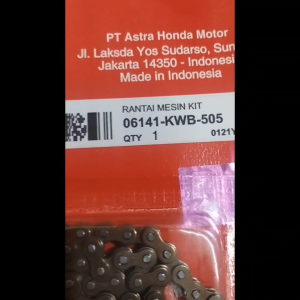 PT Astra Honda Motor
Jl. Laksda Yos Sudarso, Sun
Jakarta 14350 - Indonesi
Made in Indonesia
RANTAI MESIN KIT
06141-KWB-505
QTY 1 0121Y